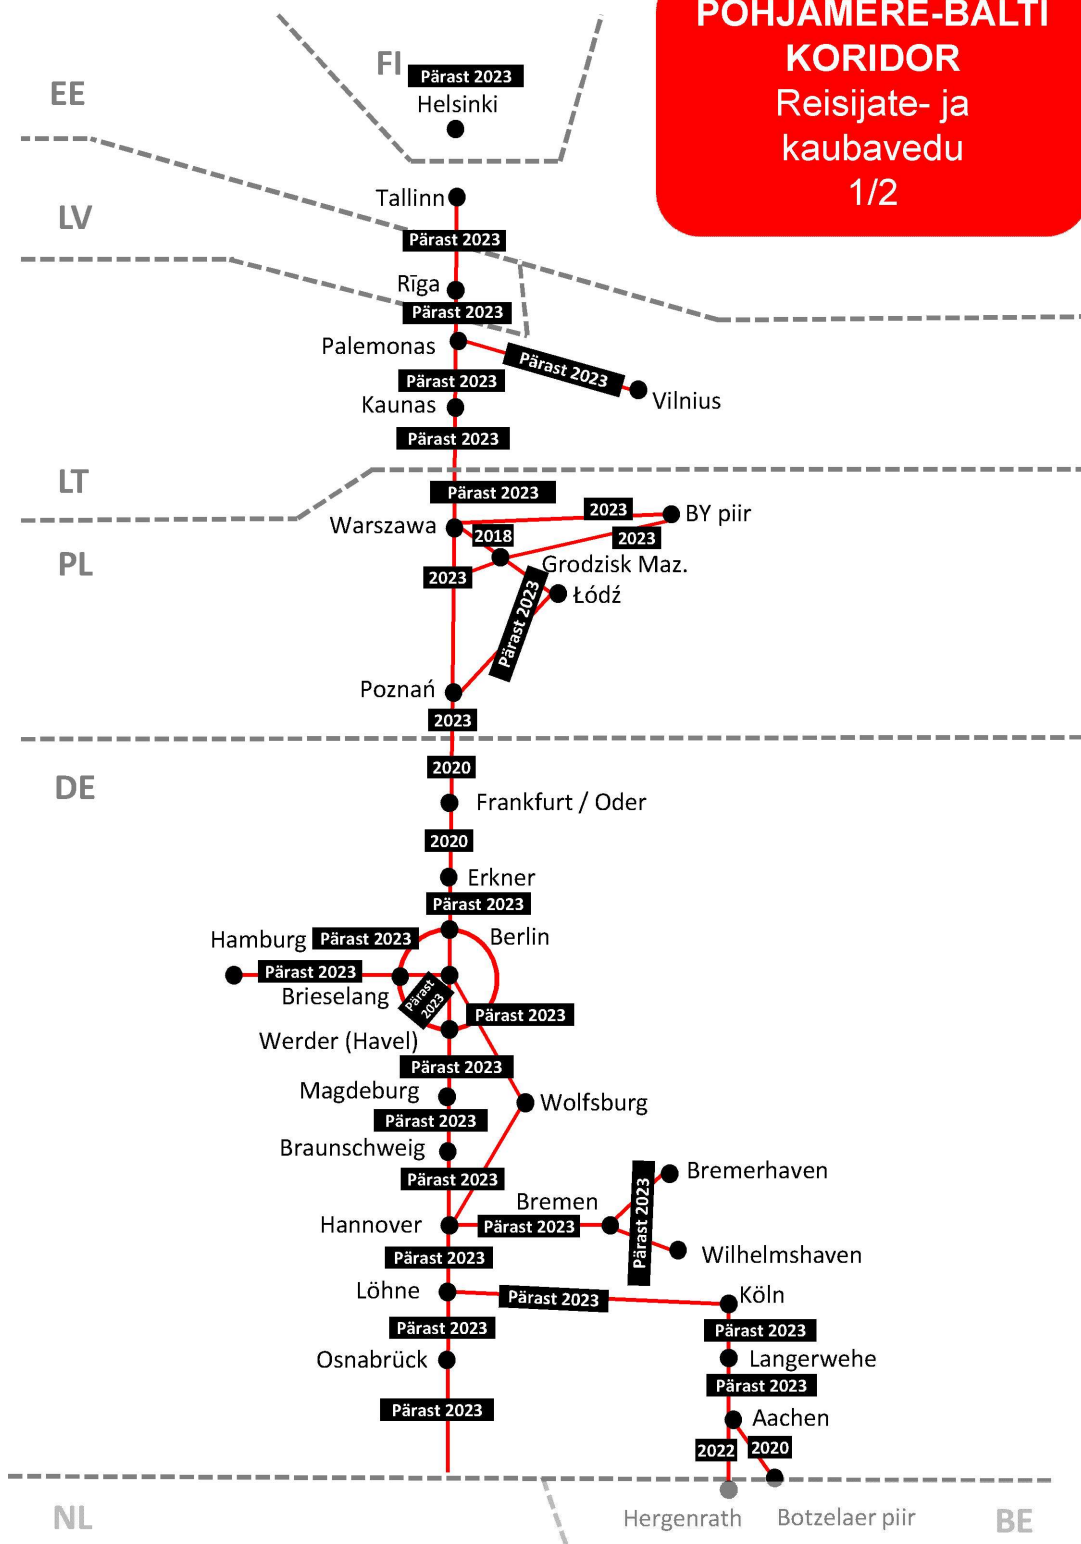 POHJAMERE-BALTI
KORIDOR
Reisijate- ja
kaubavedu
1/2
FI
Pärast 2023
Helsinki
EE
Tallinn
LV
Pärast 2023
Rīga
Pärast 2023
Palemonas
Pärast 2023
Vilnius
Pärast 2023
Kaunas
Pärast 2023
LT
Pärast 2023
Warszawa
2023
BY piir
2018
2023
PL
Grodzisk Maz.
2023
Łódź
Pärast 2023
Poznań
2023
2020
DE
Frankfurt / Oder
2020
Erkner
Pärast 2023
Berlin
Hamburg
Pärast 2023
Pärast 2023
Brieselang
Pärast
2023
Pärast 2023
Werder (Havel)
Pärast 2023
Magdeburg
Wolfsburg
Pärast 2023
Braunschweig
Pärast 2023
Bremerhaven
Bremen
Pärast 2023
Hannover
Pärast 2023
Wilhelmshaven
Pärast 2023
Löhne
Pärast 2023
Köln
Pärast 2023
Pärast 2023
Osnabrück
Langerwehe
Pärast 2023
Pärast 2023
Aachen
2022
2020
NL
Hergenrath
Botzelaer piir
BE